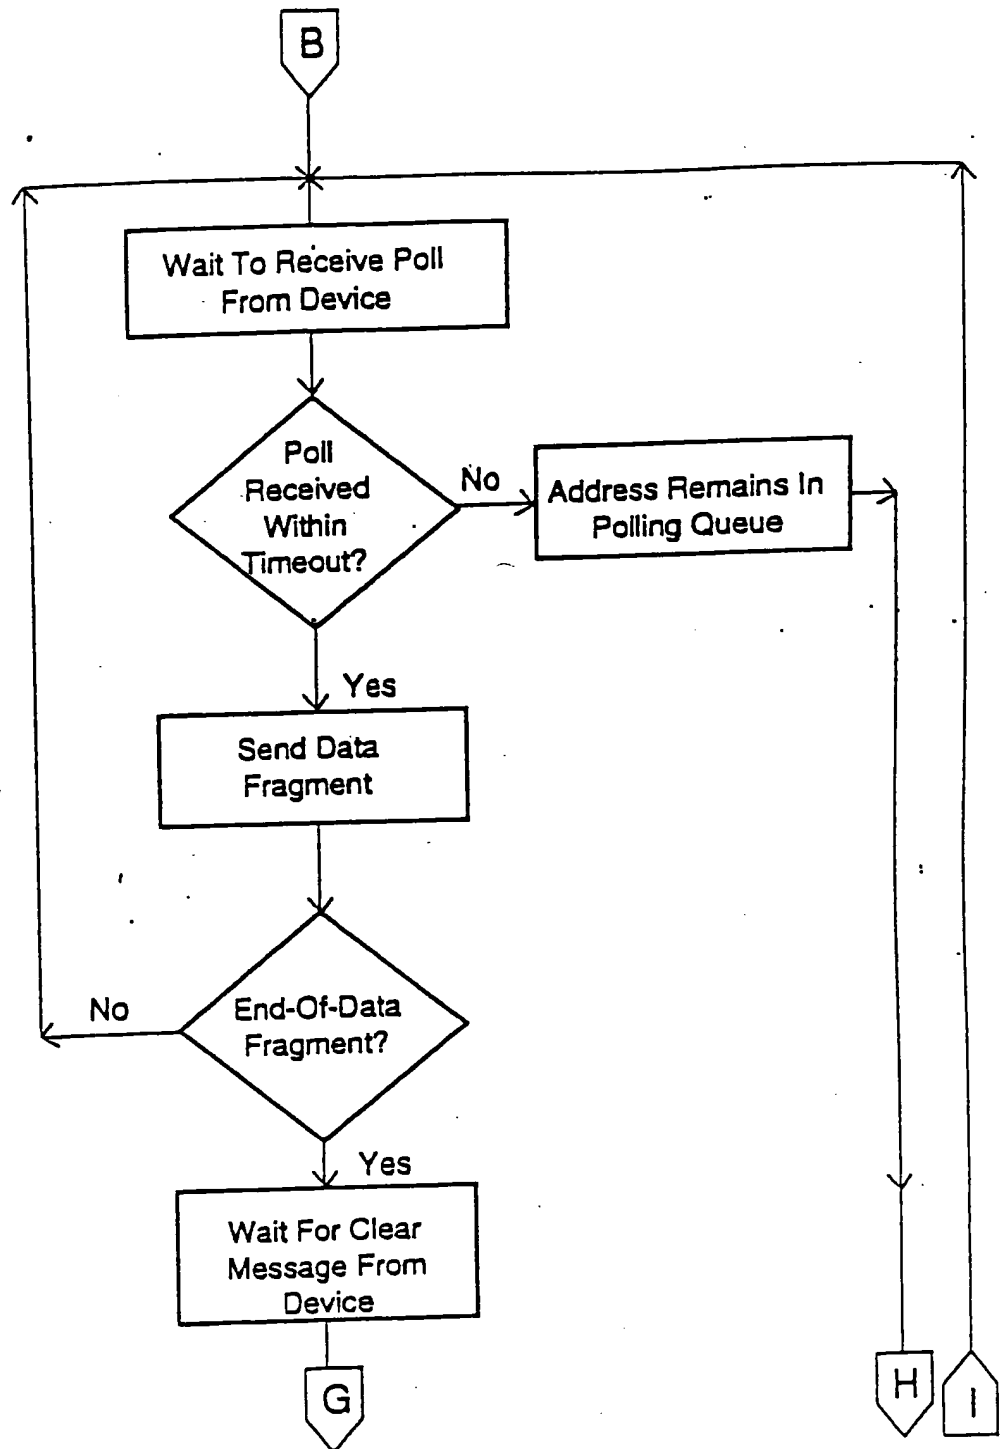 B
Wait To Receive Poll
From Device
Poll
Received
Within
Timeout?
No
Address Remains In
Polling Queue
Yes
Send Data
Fragment
No
End-Of-Data
Fragment?
Yes
Wait For Clear
Message From
Device
G
H
I